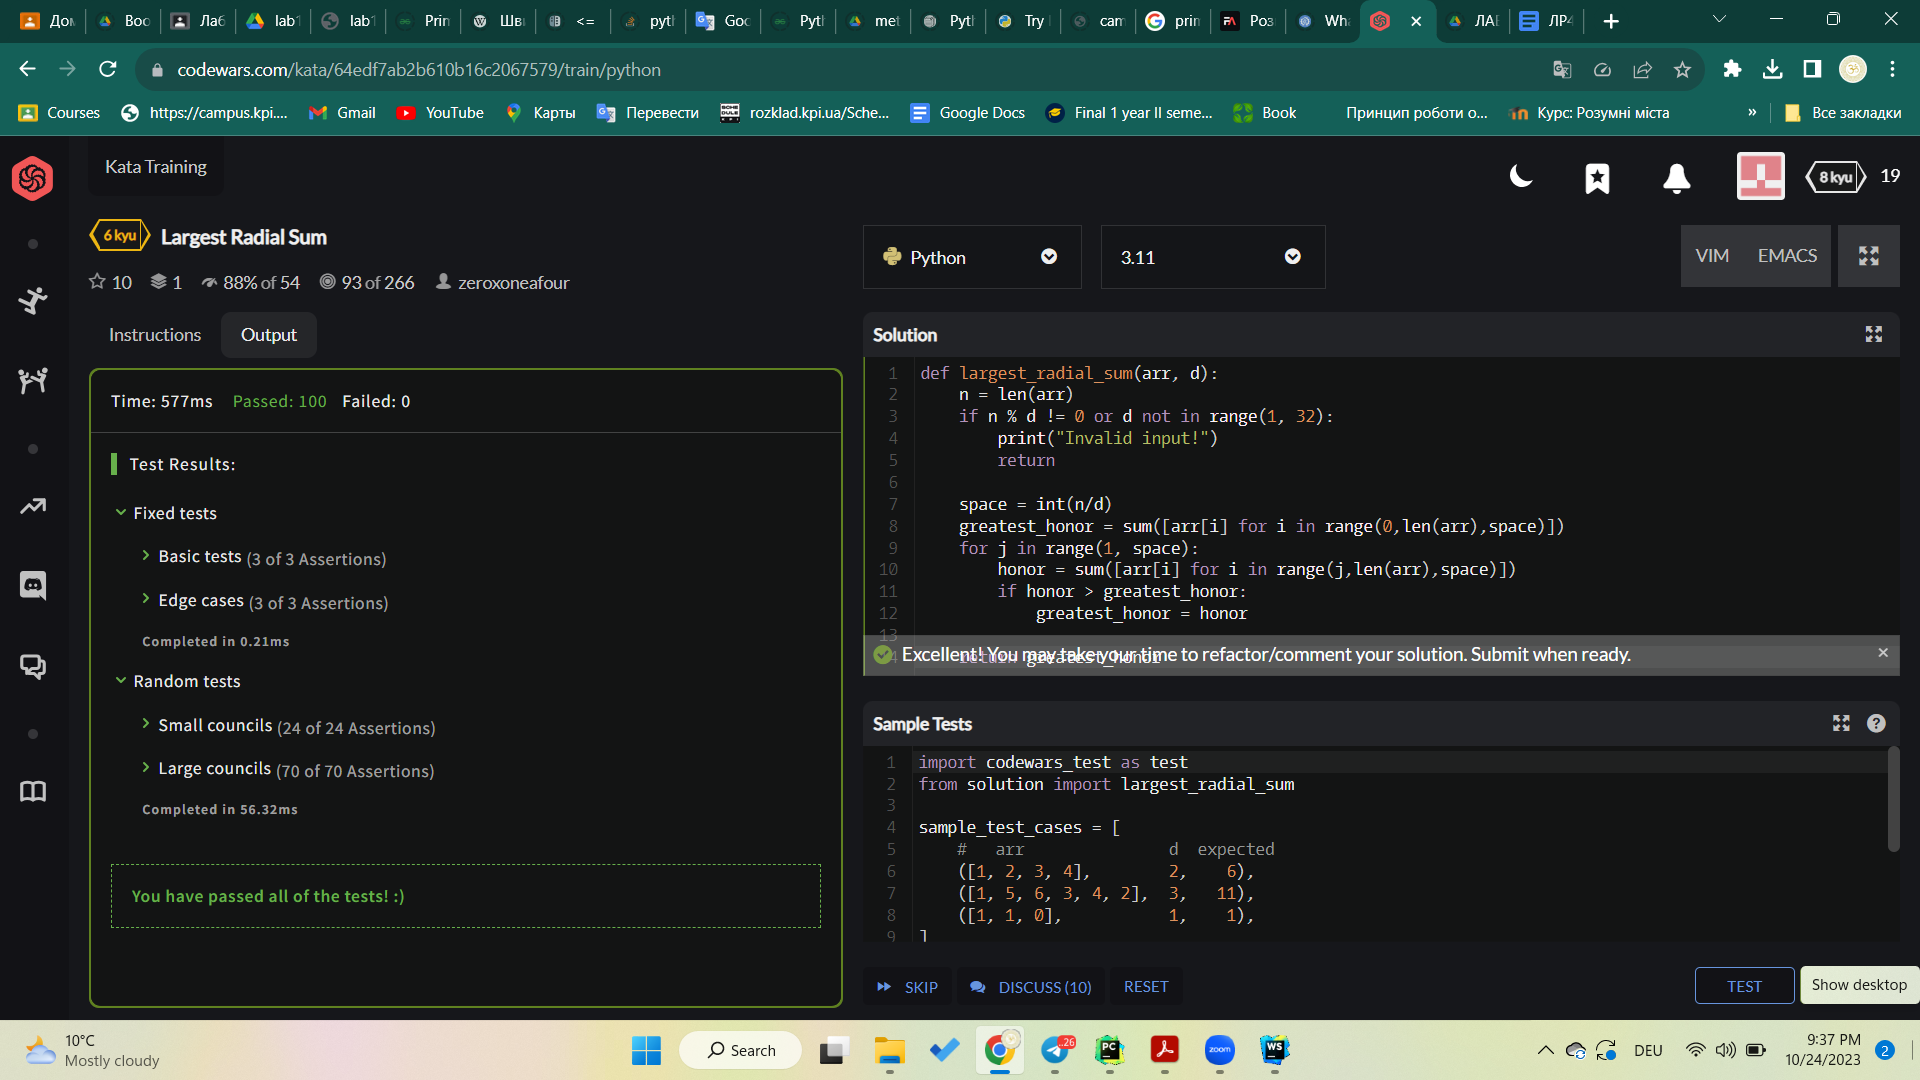 Дом
Boo
Лаб
lab1
lab1
Prin
Шві
<=
pyth
Goo
Pyth
met
Pyth
Try
cam
prin
Роз
Wha
ЛАБ
ЛР4
codewars.com/kata/64edf7ab2b610b16c2067579/train/python
Courses
https://campus.kpi....
Gmail
YouTube
Карты
Перевести
rozklad.kpi.ua/Sche...
Google Docs
Final 1 year II seme...
Book
Принцип роботи о...
Курс: Розумні міста
»
Все закладки
Kata Training
8 kyu
19
6 kyu
Largest Radial Sum
10
1
88% of 54
93 of 266
zeroxoneafour
Python
3.11
VIM
EMACS
Instructions
Output
Time: 577ms Passed: 100 Failed: 0
Test Results:
Fixed tests
Basic tests (3 of 3 Assertions)
Edge cases (3 of 3 Assertions)
Completed in 0.21ms
Random tests
Small councils (24 of 24 Assertions)
Large councils (70 of 70 Assertions)
Completed in 56.32ms
You have passed all of the tests! :)
Solution
1 def largest_radial_sum(arr, d):
2 n = len(arr)
3 if n % d != 0 or d not in range(1, 32):
4 print("Invalid input!")
5 return
6
7 space = int(n/d)
8 greatest_honor = sum([arr[i] for i in range(0,len(arr),space)])
9 for j in range(1, space):
10 honor = sum([arr[i] for i in range(j,len(arr),space)])
11 if honor > greatest_honor:
12 greatest_honor = honor
13
14 return greatest_honor
Excellent! You may take your time to refactor/comment your solution. Submit when ready.
Sample Tests
1 import codewars_test as test
2 from solution import largest_radial_sum
3
4 sample_test_cases = [
5 # arr d expected
6 ([1, 2, 3, 4], 2, 6),
7 ([1, 5, 6, 3, 4, 2], 3, 11),
8 ([1, 1, 0], 1, 1),
9 ]
SKIP
DISCUSS (10)
RESET
TEST
Show desktop
10°C
Mostly cloudy
Search
..26
PC
zoom
WS
DEU
9:37 PM
10/24/2023
2